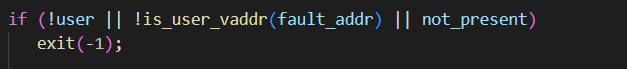 if (!user || !is_user_vaddr(fault_addr) || not_present)
    exit(-1);